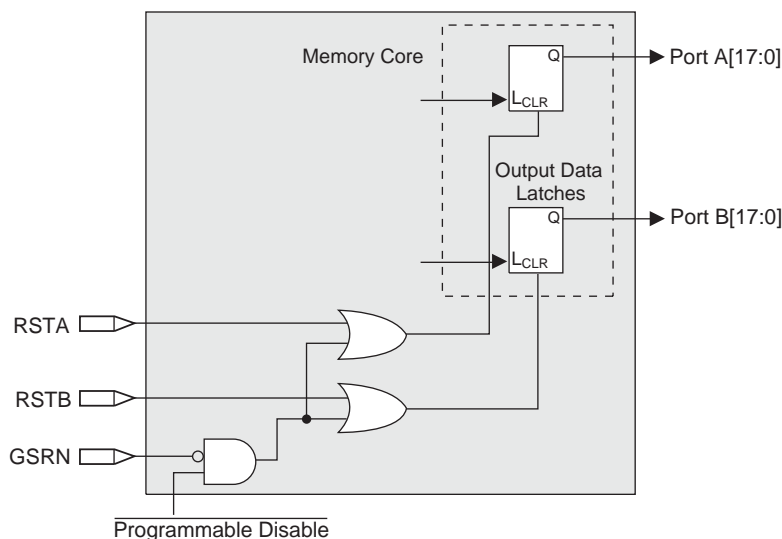 Memory Core
Q
Port A[17:0]
LCLR
Output Data
Latches
Q
Port B[17:0]
LCLR
RSTA
RSTB
GSRN
Programmable Disable